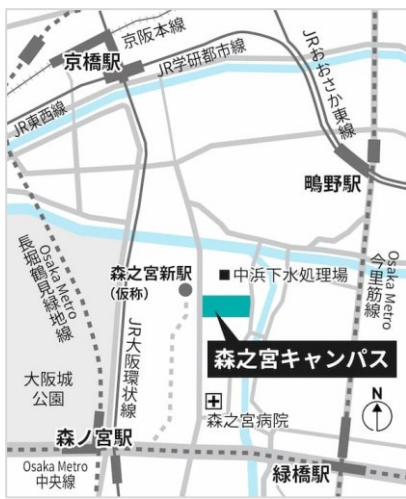 京阪本線
京橋駅
JR学研都市線
JRおおさか東線
JR東西線
鴫野駅
Osaka Metro
長堀鶴見緑地線
森之宮新駅
(仮称)
■中浜下水処理場
Osaka Metro
今里筋線
JR大阪環状線
森之宮キャンパス
大阪城
公園
N
森之宮病院
森ノ宮駅
緑橋駅
Osaka Metro
中央線